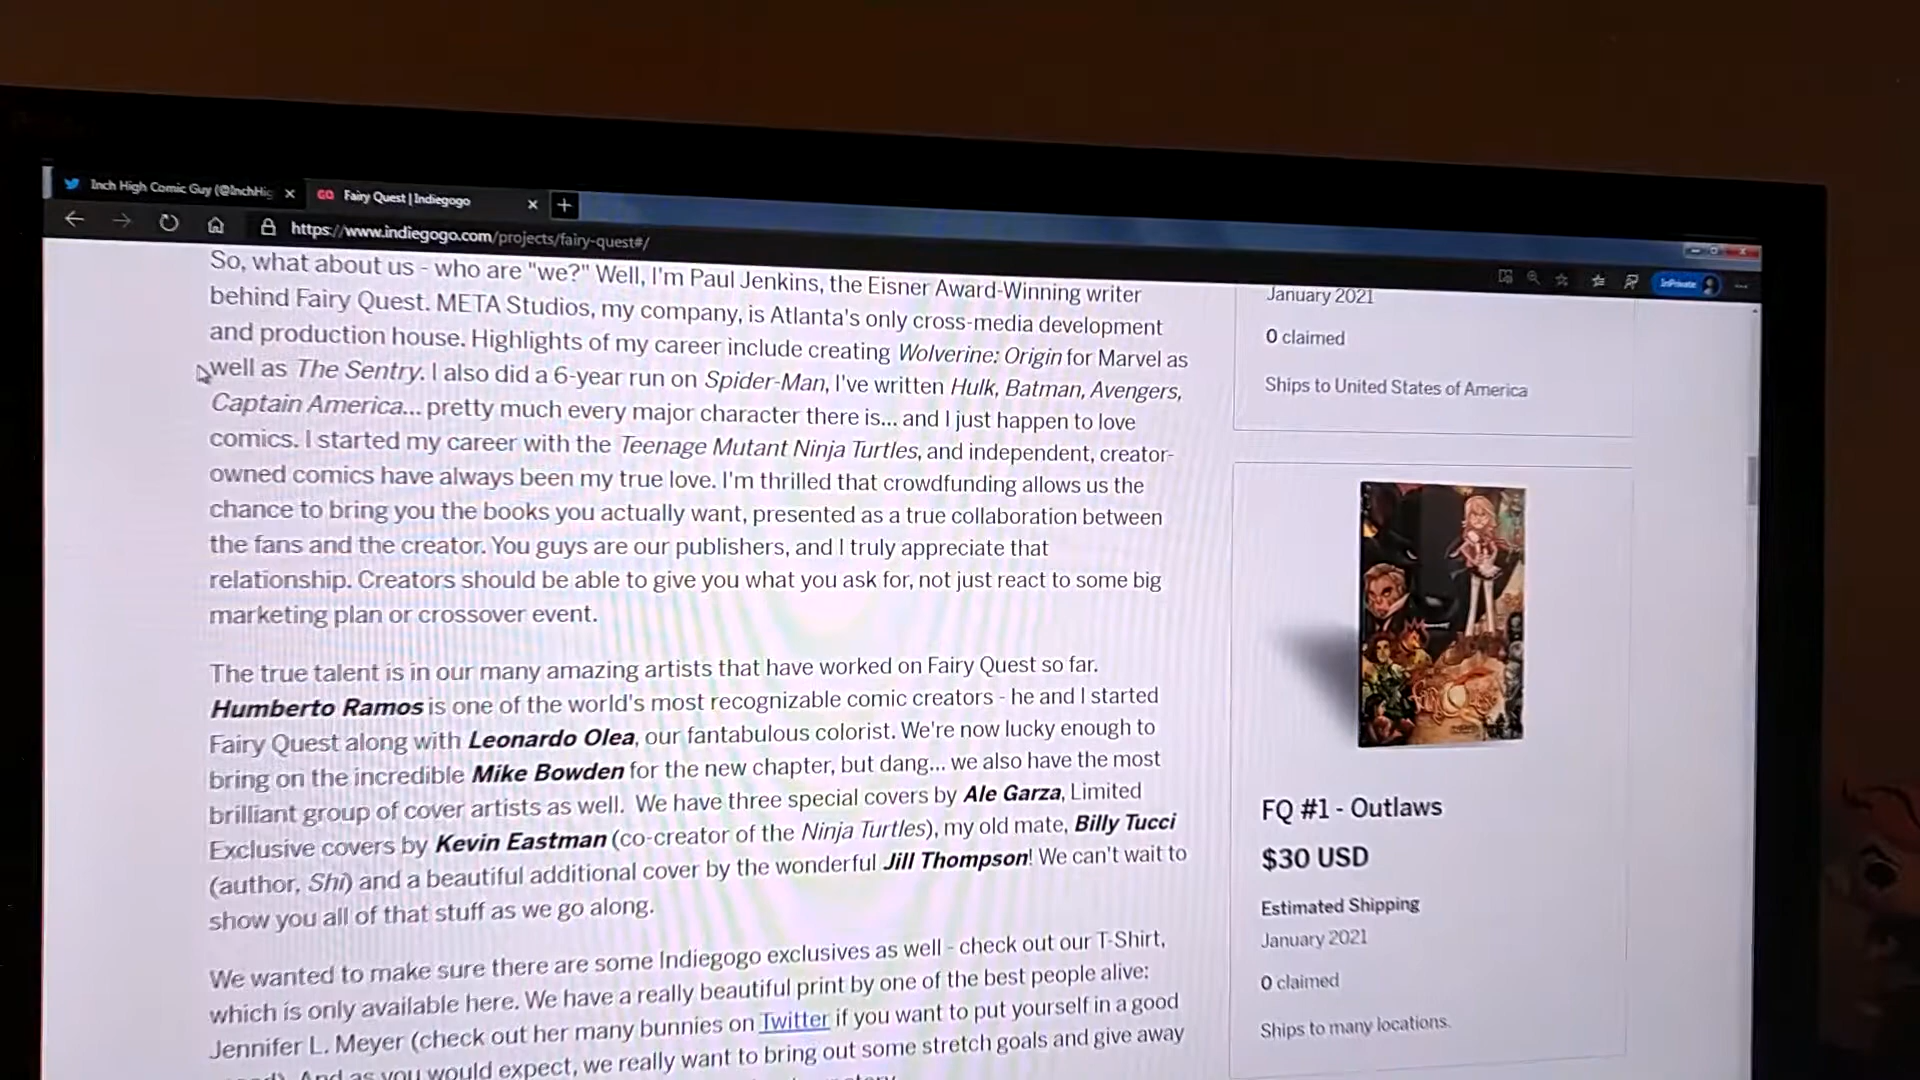 Inch High Comic Guy (@InchHig
GO Fairy Quest | Indiegogo
https://www.indiegogo.com/projects/fairy-quest#/
InPrivate
So, what about us - who are "we?" Well, I'm Paul Jenkins, the Eisner Award-Winning writer
behind Fairy Quest. META Studios, my company, is Atlanta's only cross-media development
and production house. Highlights of my career include creating Wolverine: Origin for Marvel as
well as The Sentry. I also did a 6-year run on Spider-Man, I've written Hulk, Batman, Avengers,
Captain America... pretty much every major character there is... and I just happen to love
comics. I started my career with the Teenage Mutant Ninja Turtles, and independent, creator-
owned comics have always been my true love. I'm thrilled that crowdfunding allows us the
chance to bring you the books you actually want, presented as a true collaboration between
the fans and the creator. You guys are our publishers, and I truly appreciate that
relationship. Creators should be able to give you what you ask for, not just react to some big
marketing plan or crossover event.
The true talent is in our many amazing artists that have worked on Fairy Quest so far.
Humberto Ramos is one of the world's most recognizable comic creators - he and I started
Fairy Quest along with Leonardo Olea, our fantabulous colorist. We're now lucky enough to
bring on the incredible Mike Bowden for the new chapter, but dang... we also have the most
brilliant group of cover artists as well. We have three special covers by Ale Garza, Limited
Exclusive covers by Kevin Eastman (co-creator of the Ninja Turtles), my old mate, Billy Tucci
(author, Shi) and a beautiful additional cover by the wonderful Jill Thompson! We can't wait to
show you all of that stuff as we go along.
We wanted to make sure there are some Indiegogo exclusives as well - check out our T-Shirt,
which is only available here. We have a really beautiful print by one of the best people alive:
Jennifer L. Meyer (check out her many bunnies on Twitter if you want to put yourself in a good
And as you would expect, we really want to bring out some stretch goals and give away
January 2021
0 claimed
Ships to United States of America
FQ #1 - Outlaws
$30 USD
Estimated Shipping
January 2021
0 claimed
Ships to many locations.